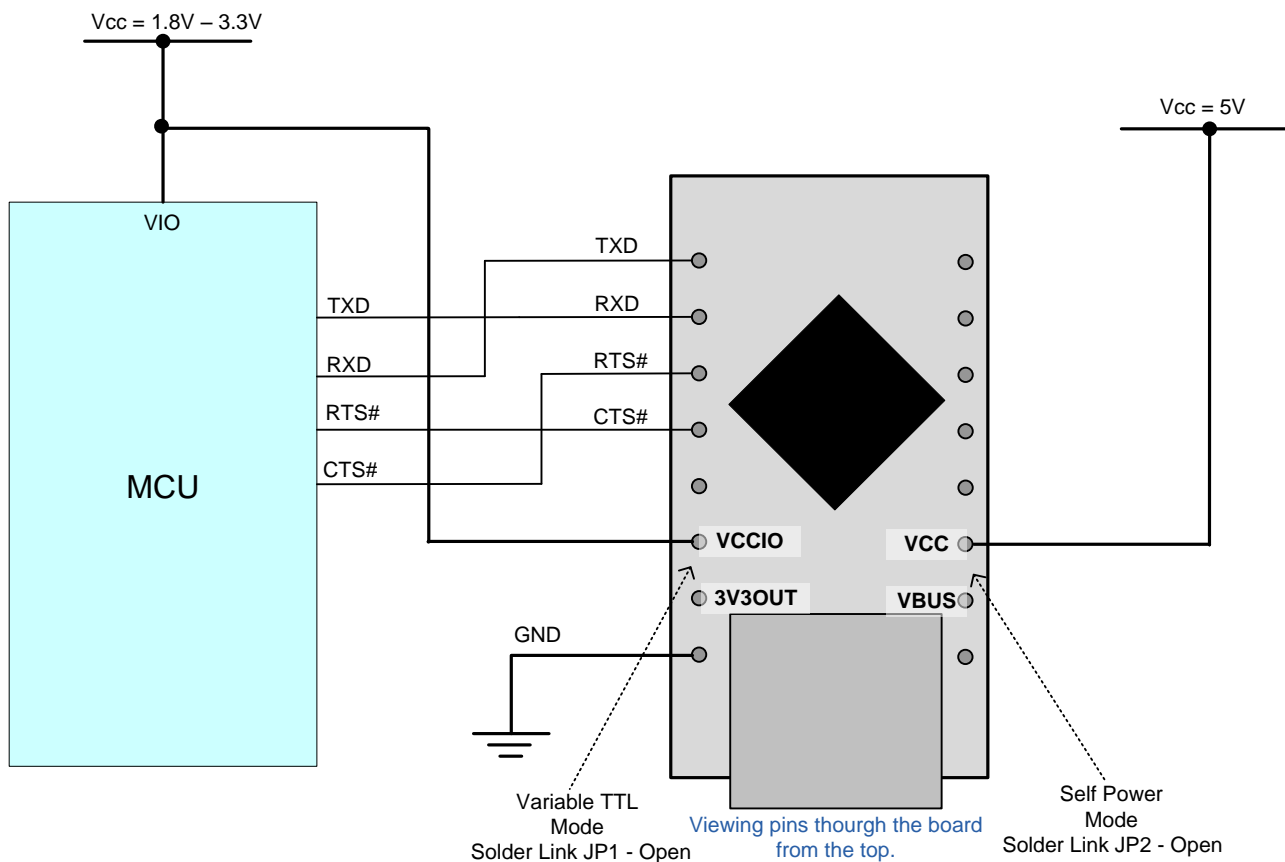 Vcc = 1.8V – 3.3V
Vcc = 5V
VIO
TXD
RXD
RTS#
CTS#
MCU
TXD
RXD
RTS#
CTS#
VCCIO
VCC
3V3OUT
VBUS
GND
Variable TTL
Mode
Solder Link JP1 - Open
Viewing pins thourgh the board
from the top.
Self Power
Mode
Solder Link JP2 - Open